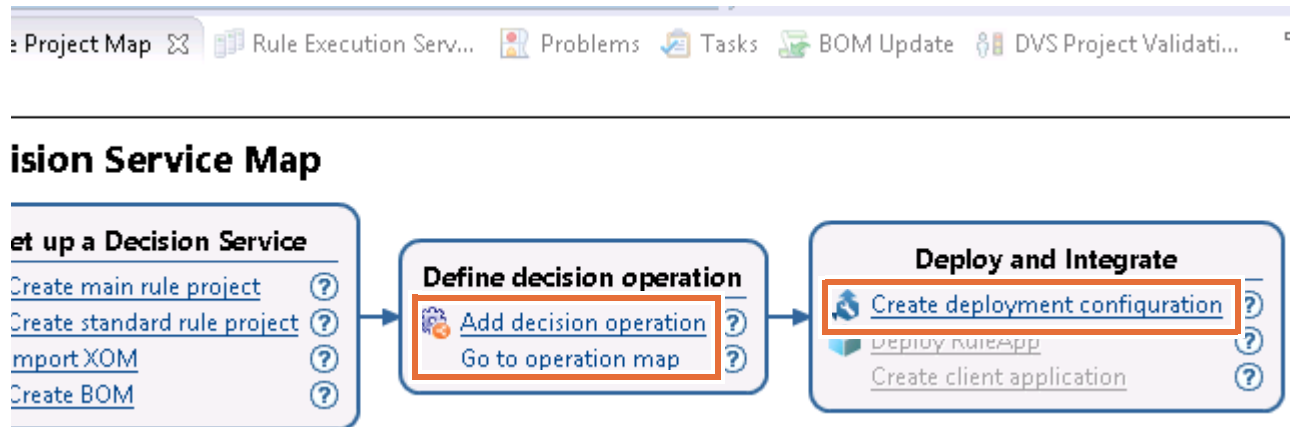 e Project Map Rule Execution Serv... Problems Tasks BOM Update DVS Project Validati...
ision Service Map
et up a Decision Service
Create main rule project ?
Create standard rule project ?
mport XOM ?
Create BOM ?
Define decision operation
Add decision operation ?
Go to operation map ?
Deploy and Integrate
Create deployment configuration ?
Deploy RuleApp ?
Create client application ?